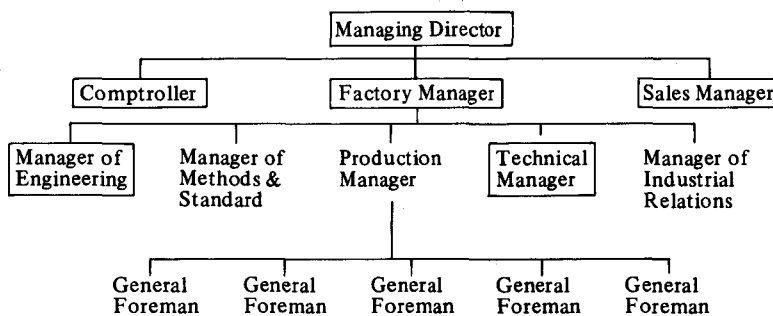 Managing Director
Comptroller
Factory Manager
Sales Manager
Manager of
Engineering
Manager of
Methods &
Standard
Production
Manager
Technical
Manager
Manager of
Industrial
Relations
General
Foreman
General
Foreman
General
Foreman
General
Foreman
General
Foreman